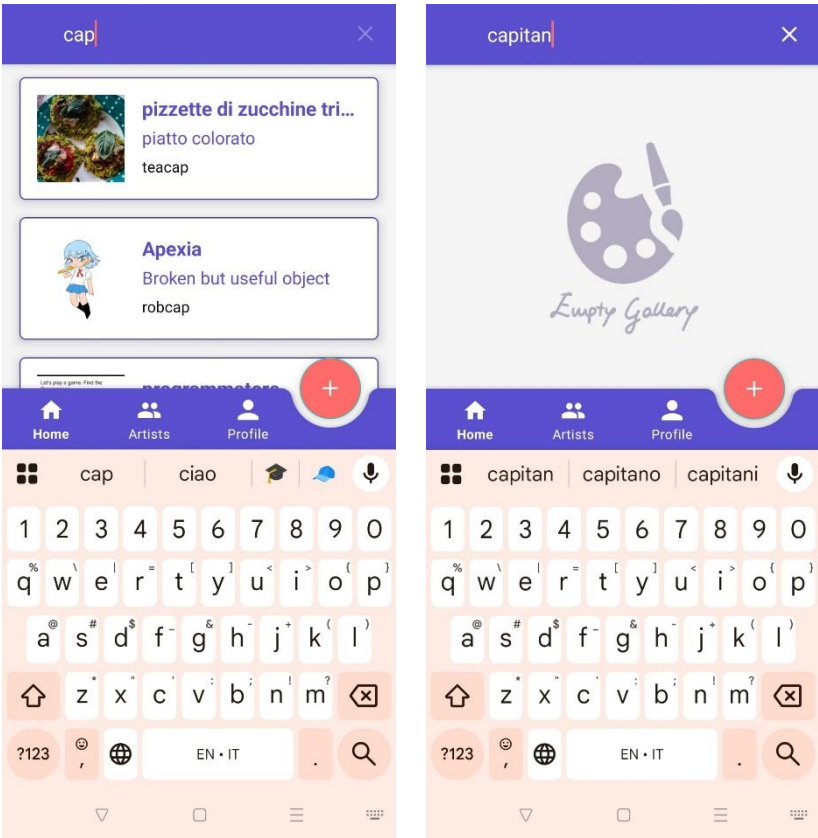 cap
pizzette di zucchine tri...
piatto colorato
teacap
Apexia
Broken but useful object
robcap
Let's play a game. Find the
programmatore
Home
Artists
Profile
cap
ciao
1 2 3 4 5 6 7 8 9 0
q w e r t y u i o p
% \ | = [ ] < > { }
a s d f g h j k l
@ # $ - & - + ( )
z x c v b n m
* " ' : ; ! ?
?123
,
EN • IT
.
capitan
Empty Gallery
Home
Artists
Profile
capitan
capitano
capitani
1 2 3 4 5 6 7 8 9 0
q w e r t y u i o p
% \ | = [ ] < > { }
a s d f g h j k l
@ # $ - & - + ( )
z x c v b n m
* " ' : ; ! ?
?123
,
EN • IT
.